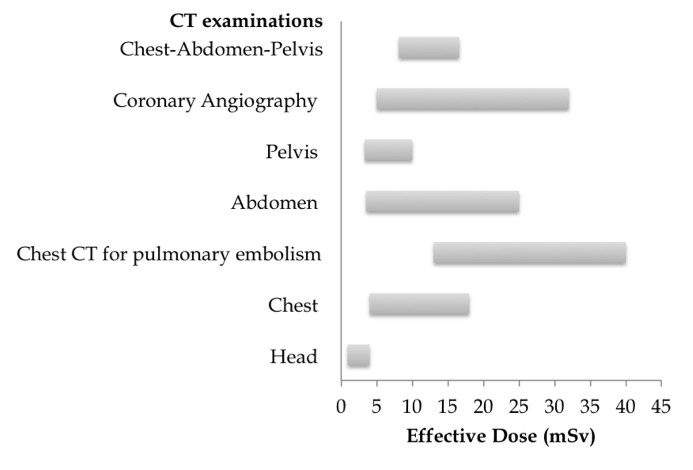 CT examinations
Chest-Abdomen-Pelvis
Coronary Angiography
Pelvis
Abdomen
Chest CT for pulmonary embolism
Chest
Head
0 5 10 15 20 25 30 35 40 45
Effective Dose (mSv)